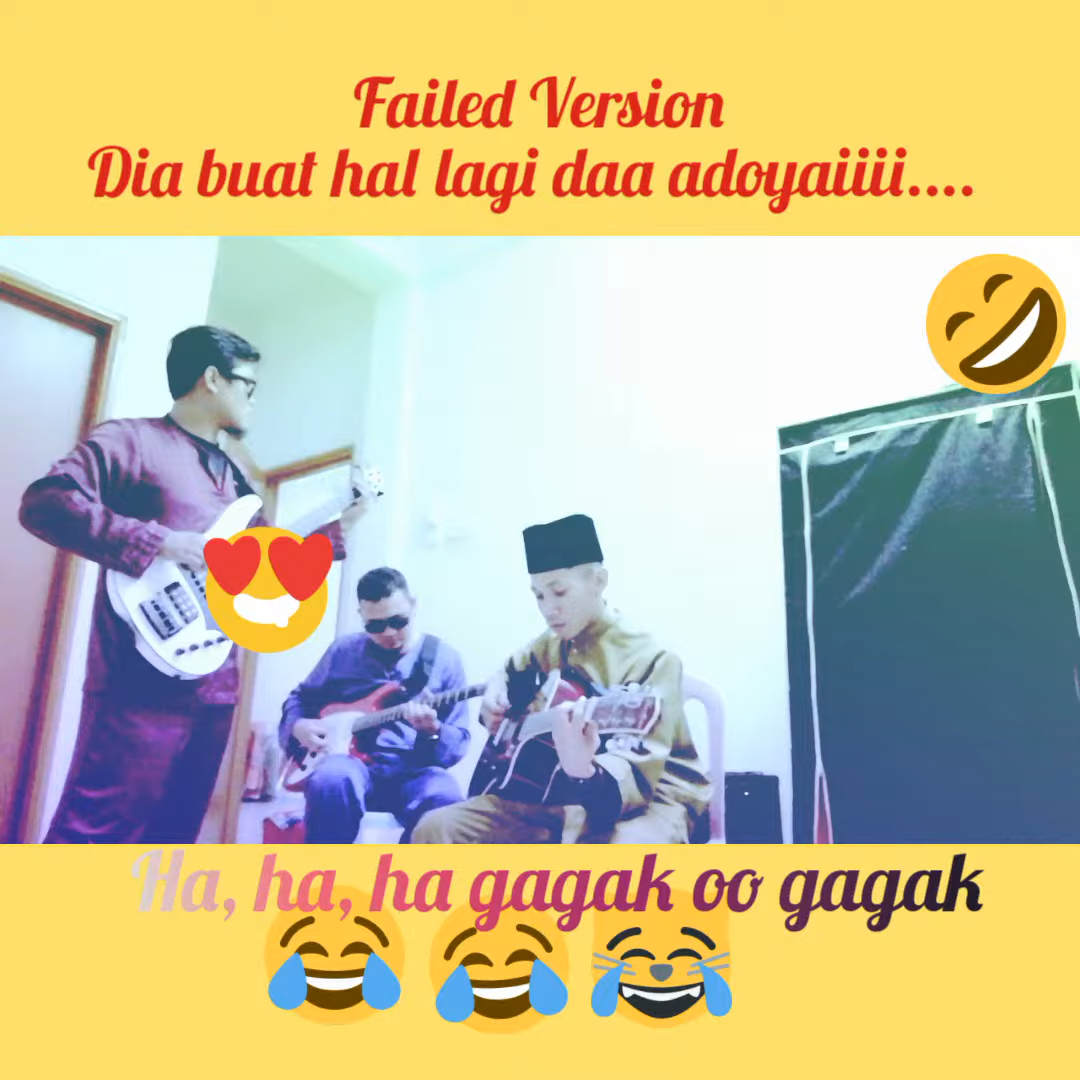 Failed Version
Dia buat hal lagi daa adoyaiiii....
Ha, ha, ha gagak oo gagak